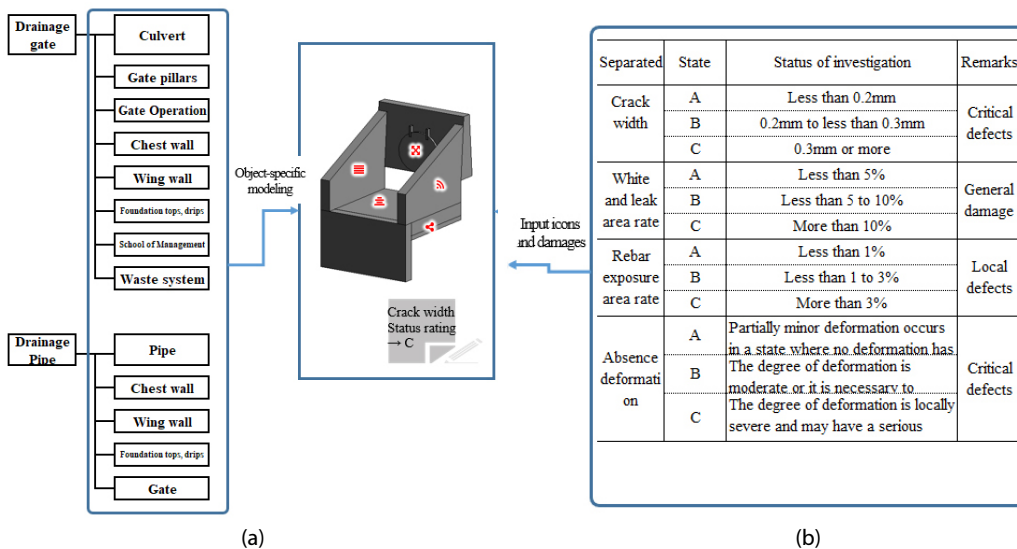 Drainage
gate
Culvert
Gate pillars
Gate Operation
Chest wall
Wing wall
Foundation tops, drips
School of Management
Waste system
Drainage
Pipe
Pipe
Chest wall
Wing wall
Foundation tops, drips
Gate
Object-specific
modeling
Crack width
Status rating
→ C
Input icons
and damages
Separated State Status of investigation Remarks
Crack
width
A Less than 0.2mm
B 0.2mm to less than 0.3mm
C 0.3mm or more
Critical
defects
White
and leak
area rate
A Less than 5%
B Less than 5 to 10%
C More than 10%
General
damage
Rebar
exposure
area rate
A Less than 1%
B Less than 1 to 3%
C More than 3%
Local
defects
Absence
deformati
on
A Partially minor deformation occurs
in a state where no deformation has
B The degree of deformation is
moderate or it is necessary to
C The degree of deformation is locally
severe and may have a serious
Critical
defects
(a)
(b)